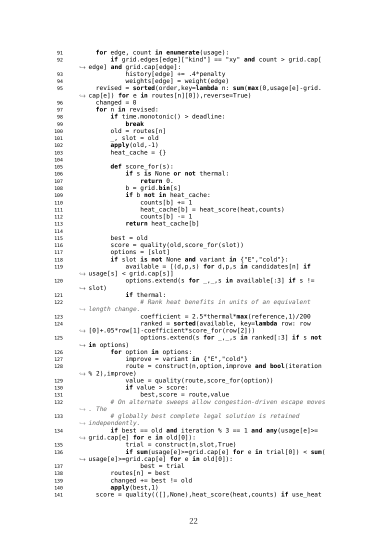 91 for edge, count in enumerate(usage):
92 if grid.edges[edge]["kind"] == "xy" and count > grid.cap[
↪ edge] and grid.cap[edge]:
93 history[edge] += .4*penalty
94 weights[edge] = weight(edge)
95 revised = sorted(order,key=lambda n: sum(max(0,usage[e]-grid.
↪ cap[e]) for e in routes[n][0]),reverse=True)
96 changed = 0
97 for n in revised:
98 if time.monotonic() > deadline:
99 break
100 old = routes[n]
101 _, slot = old
102 apply(old,-1)
103 heat_cache = {}
104
105 def score_for(s):
106 if s is None or not thermal:
107 return 0.
108 b = grid.bin[s]
109 if b not in heat_cache:
110 counts[b] += 1
111 heat_cache[b] = heat_score(heat,counts)
112 counts[b] -= 1
113 return heat_cache[b]
114
115 best = old
116 score = quality(old,score_for(slot))
117 options = [slot]
118 if slot is not None and variant in {"E","cold"}:
119 available = [(d,p,s) for d,p,s in candidates[n] if
↪ usage[s] < grid.cap[s]]
120 options.extend(s for _,_,s in available[:3] if s !=
↪ slot)
121 if thermal:
122 # Rank heat benefits in units of an equivalent
↪ length change.
123 coefficient = 2.5*thermal*max(reference,1)/200
124 ranked = sorted(available, key=lambda row: row
↪ [0]+.05*row[1]-coefficient*score_for(row[2]))
125 options.extend(s for _,_,s in ranked[:3] if s not
↪ in options)
126 for option in options:
127 improve = variant in {"E","cold"}
128 route = construct(n,option,improve and bool(iteration
↪ % 2),improve)
129 value = quality(route,score_for(option))
130 if value > score:
131 best,score = route,value
132 # On alternate sweeps allow congestion-driven escape moves
↪ . The
133 # globally best complete legal solution is retained
↪ independently.
134 if best == old and iteration % 3 == 1 and any(usage[e]>=
↪ grid.cap[e] for e in old[0]):
135 trial = construct(n,slot,True)
136 if sum(usage[e]>=grid.cap[e] for e in trial[0]) < sum(
↪ usage[e]>=grid.cap[e] for e in old[0]):
137 best = trial
138 routes[n] = best
139 changed += best != old
140 apply(best,1)
141 score = quality(([],None),heat_score(heat,counts) if use_heat
22